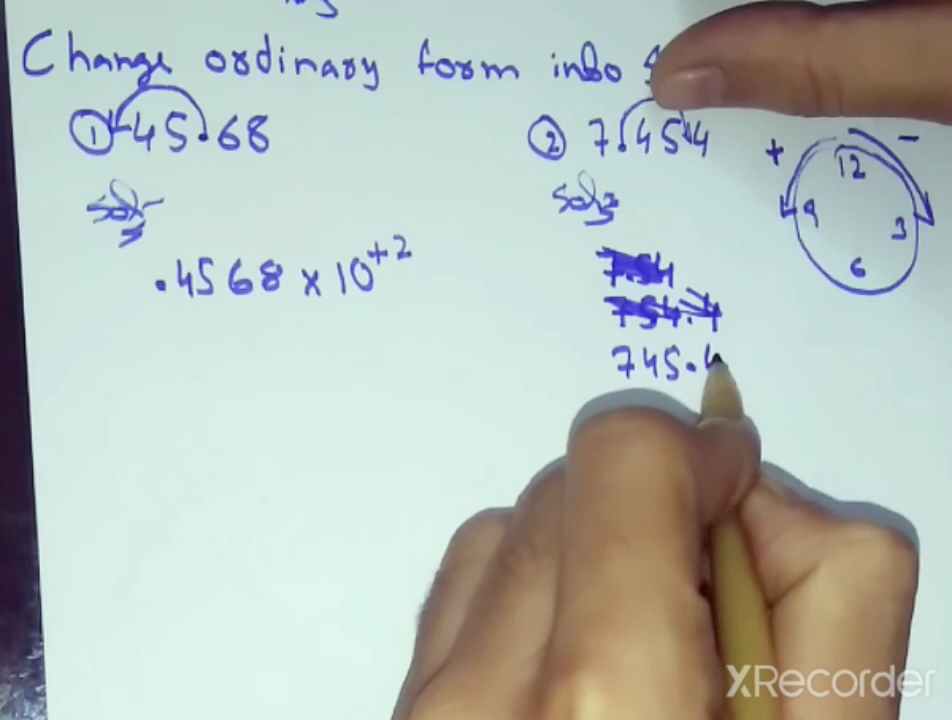 Change ordinary form into
① 45.68
② 7.454
Sol:-
Sol:-
.4568 x 10+2
745.4
+
-
12
9
3
6
XRecorder